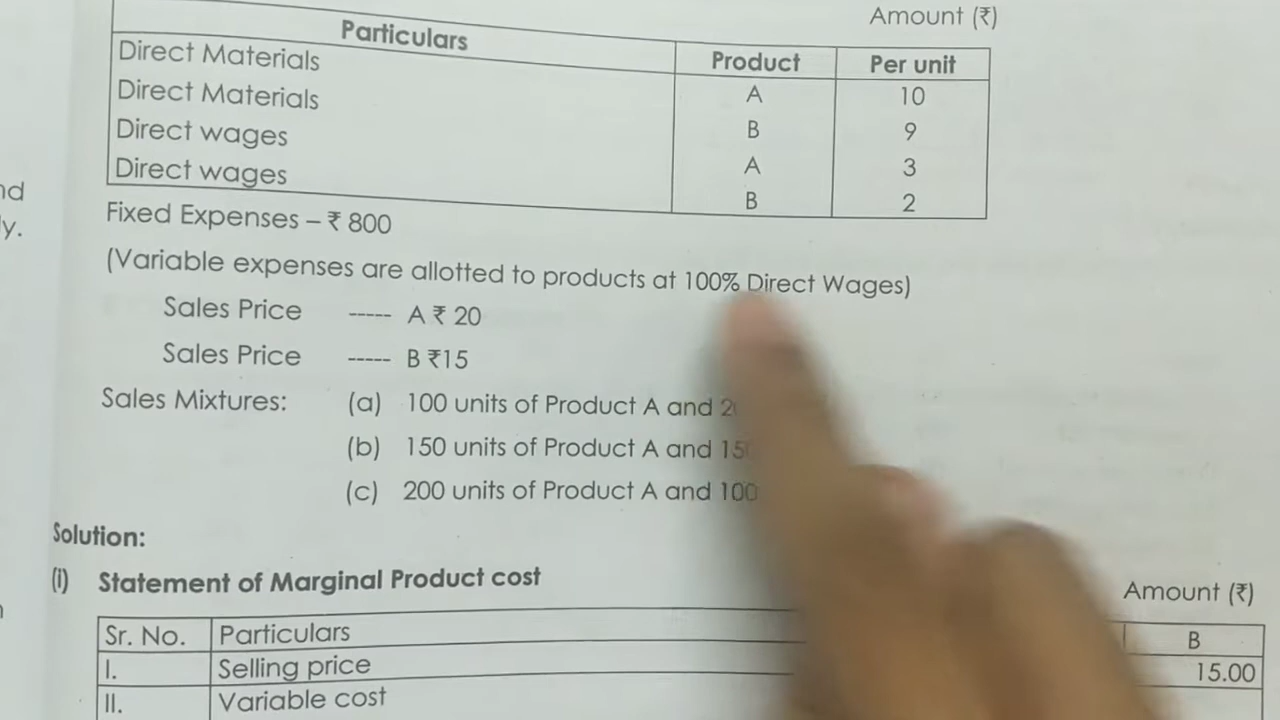 Amount (₹)
Particulars Product Per unit
Direct Materials A 10
Direct Materials B 9
Direct wages A 3
Direct wages B 2
nd
ly.
Fixed Expenses – ₹ 800
(Variable expenses are allotted to products at 100% Direct Wages)
Sales Price ----- A ₹ 20
Sales Price ----- B ₹15
Sales Mixtures: (a) 100 units of Product A and
(b) 150 units of Product A and
(c) 200 units of Product A and 100
Solution:
(i) Statement of Marginal Product cost
Amount (₹)
Sr. No. Particulars B
I. Selling price 15.00
II. Variable cost